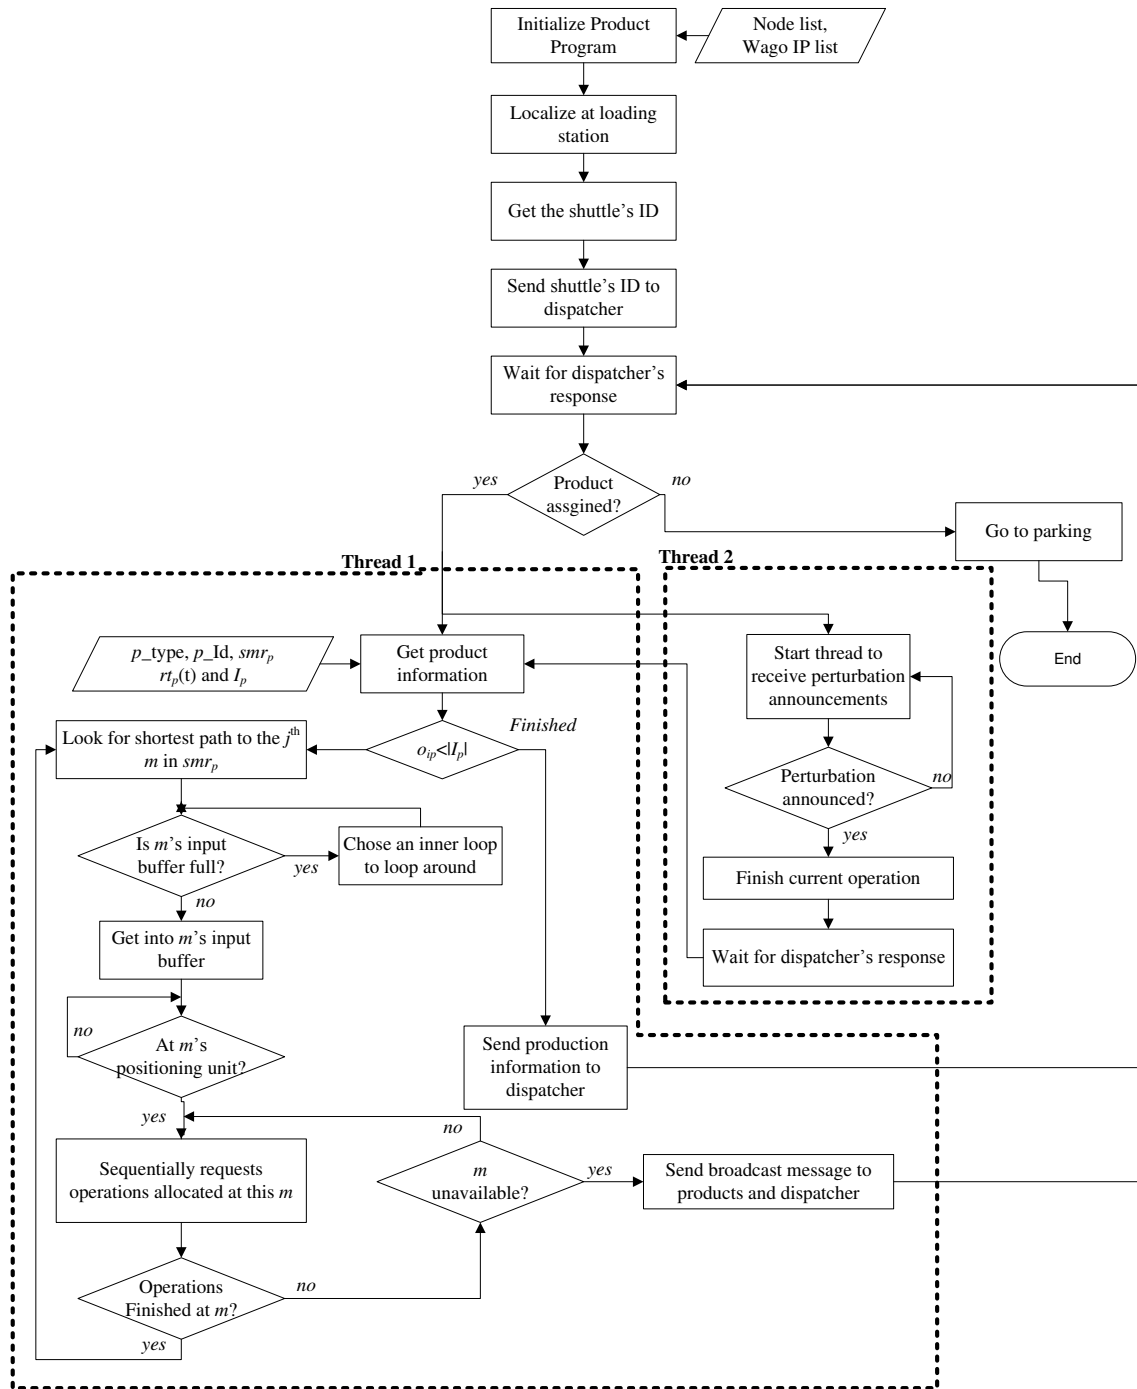 Initialize Product
Program
Node list,
Wago IP list
Localize at loading
station
Get the shuttle's ID
Send shuttle's ID to
dispatcher
Wait for dispatcher's
response
Product
assgined?
yes
no
Go to parking
End
Thread 1
Thread 2
p_type, p_Id, smrp
rtp(t) and Ip
Get product
information
Start thread to
receive perturbation
announcements
Look for shortest path to the jth
m in smrp
oip<|Ip|
Finished
Perturbation
announced?
no
yes
Is m's input
buffer full?
yes
Chose an inner loop
to loop around
no
Finish current operation
Get into m's input
buffer
Wait for dispatcher's response
no
At m's
positioning unit?
yes
Send production
information to
dispatcher
Sequentially requests
operations allocated at this m
no
m
unavailable?
yes
Send broadcast message to
products and dispatcher
Operations
Finished at m?
no
yes